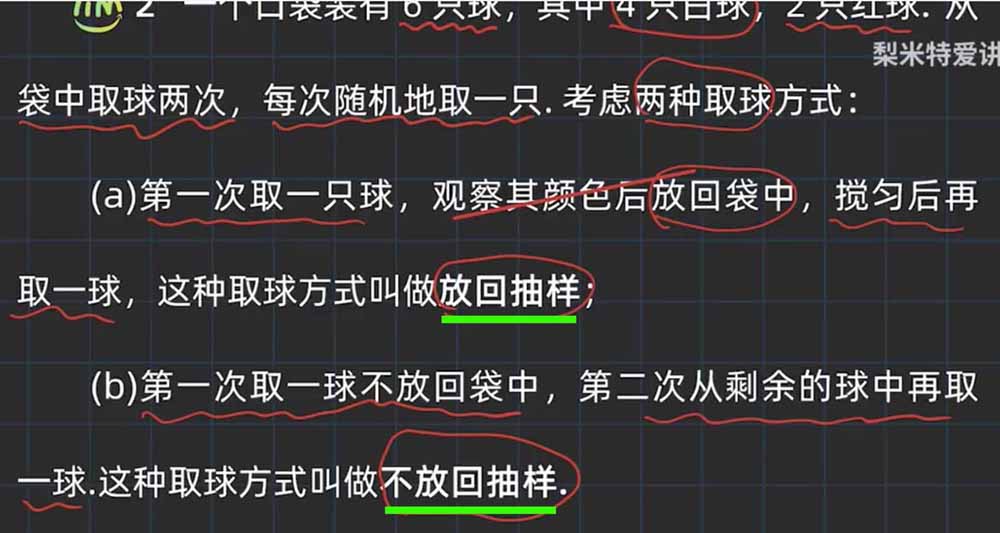 2 一个口袋装有6只球，其中4只白球，2只红球. 从
梨米特爱讲
袋中取球两次，每次随机地取一只. 考虑两种取球方式：
(a)第一次取一只球，观察其颜色后放回袋中，搅匀后再
取一球，这种取球方式叫做放回抽样；
(b)第一次取一球不放回袋中，第二次从剩余的球中再取
一球.这种取球方式叫做不放回抽样.